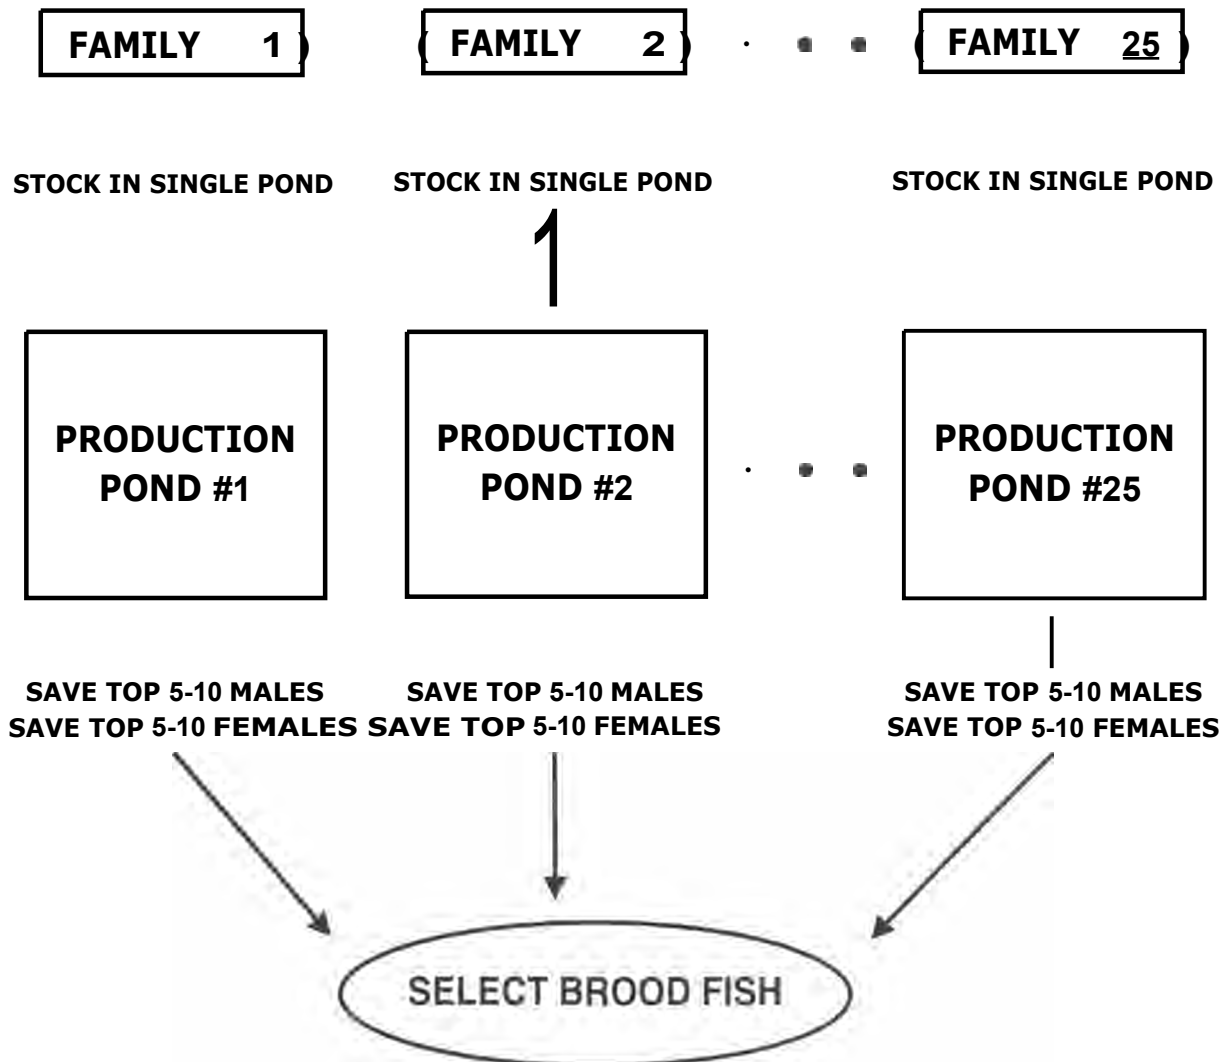 FAMILY 1) (FAMILY 2) . • • (FAMILY 25)
STOCK IN SINGLE POND STOCK IN SINGLE POND STOCK IN SINGLE POND
1
PRODUCTION
POND #1
PRODUCTION
POND #2
. • •
PRODUCTION
POND #25
SAVE TOP 5-10 MALES
SAVE TOP 5-10 FEMALES
SAVE TOP 5-10 MALES
SAVE TOP 5-10 FEMALES
SAVE TOP 5-10 MALES
SAVE TOP 5-10 FEMALES
SELECT BROOD FISH